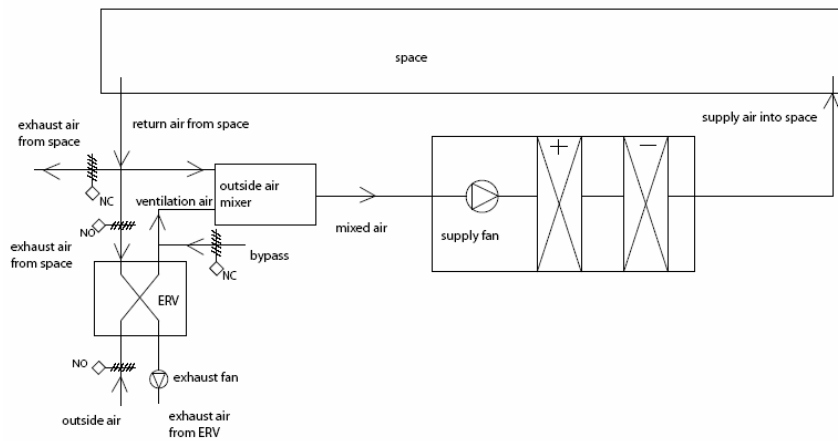 space
supply air into space
return air from space
exhaust air
from space
NC
ventilation air
outside air
mixer
+
−
NO
mixed air
supply fan
exhaust air
from space
bypass
NC
ERV
NO
exhaust fan
outside air
exhaust air
from ERV